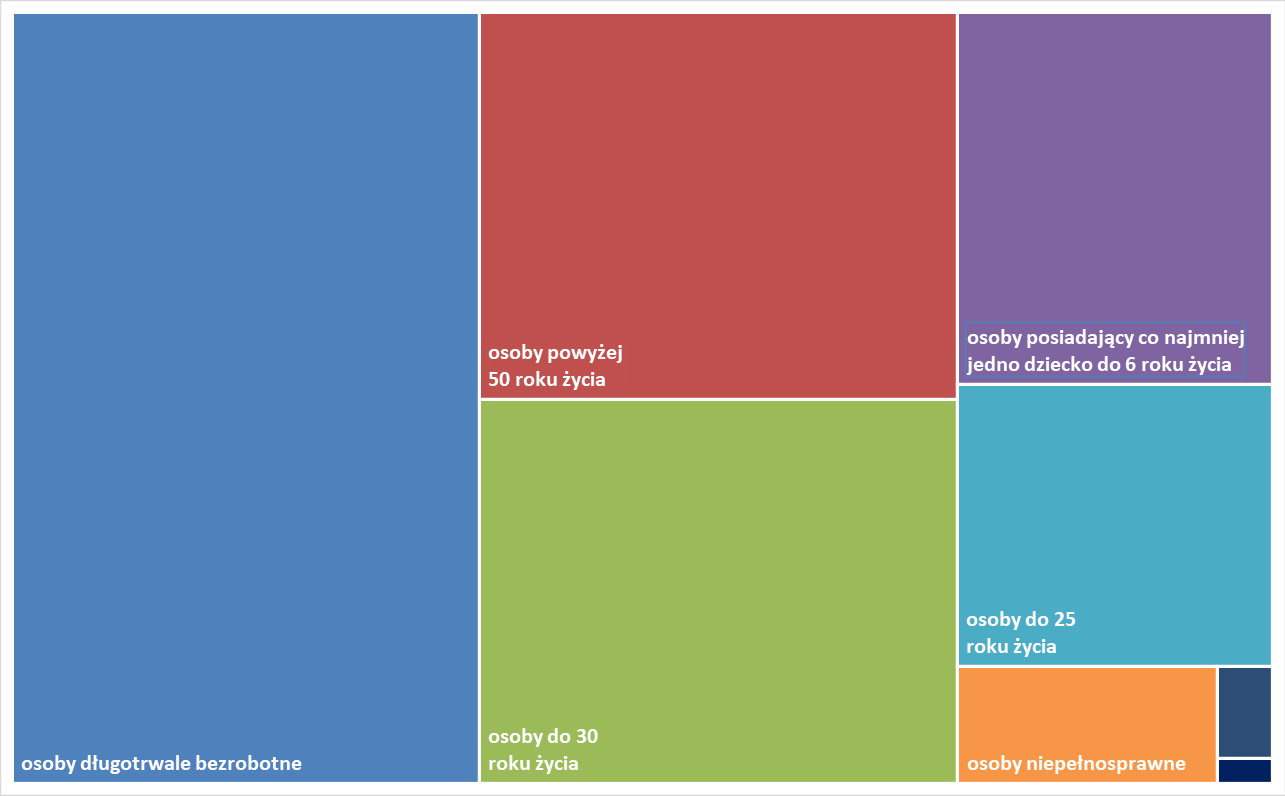 osoby długotrwale bezrobotne
osoby powyżej
50 roku życia
osoby do 30
roku życia
osoby posiadający co najmniej
jedno dziecko do 6 roku życia
osoby do 25
roku życia
osoby niepełnosprawne